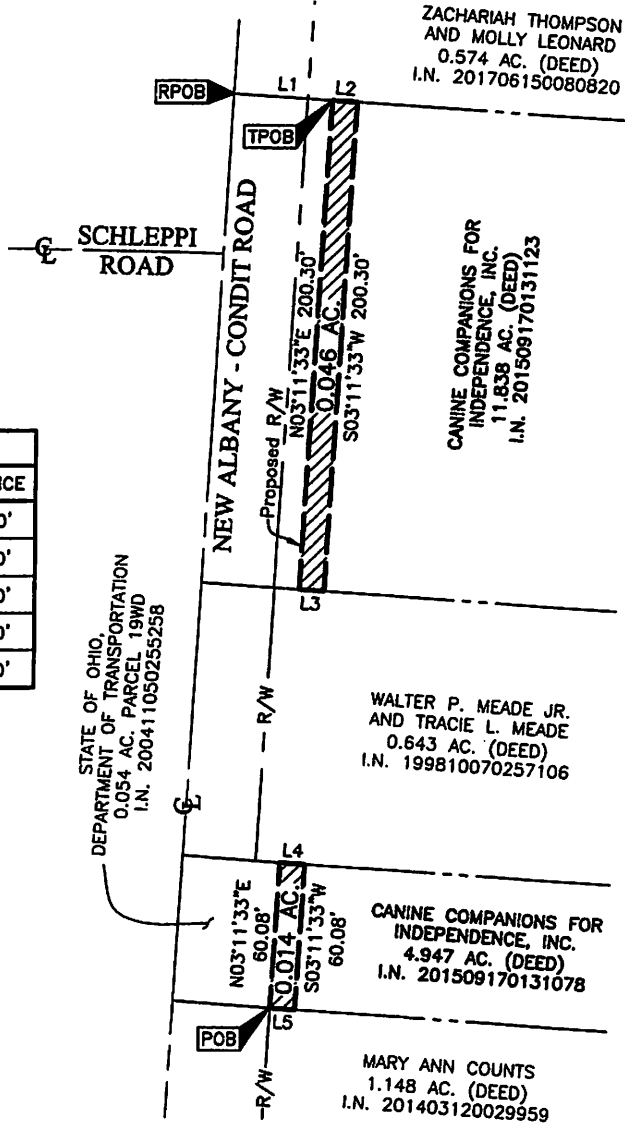 ZACHARIAH THOMPSON
AND MOLLY LEONARD
0.574 AC. (DEED)
I.N. 201706150080820
RPOB
L1
L2
TPOB
SCHLEPPI
ROAD
NEW ALBANY - CONDIT ROAD
Proposed R/W
N03°11'33"E 200.30'
0.046 AC.
S03°11'33"W 200.30'
CANINE COMPANIONS FOR
INDEPENDENCE, INC.
11.838 AC. (DEED)
I.N. 201509170131123
L3
STATE OF OHIO,
DEPARTMENT OF TRANSPORTATION
0.054 AC. PARCEL 19WD
I.N. 200411050255258
R/W
WALTER P. MEADE JR.
AND TRACIE L. MEADE
0.643 AC. (DEED)
I.N. 199810070257106
L4
N03°11'33"E
60.08'
0.014 AC.
S03°11'33"W
60.08'
CANINE COMPANIONS FOR
INDEPENDENCE, INC.
4.947 AC. (DEED)
I.N. 201509170131078
L5
POB
R/W
MARY ANN COUNTS
1.148 AC. (DEED)
I.N. 201403120029959